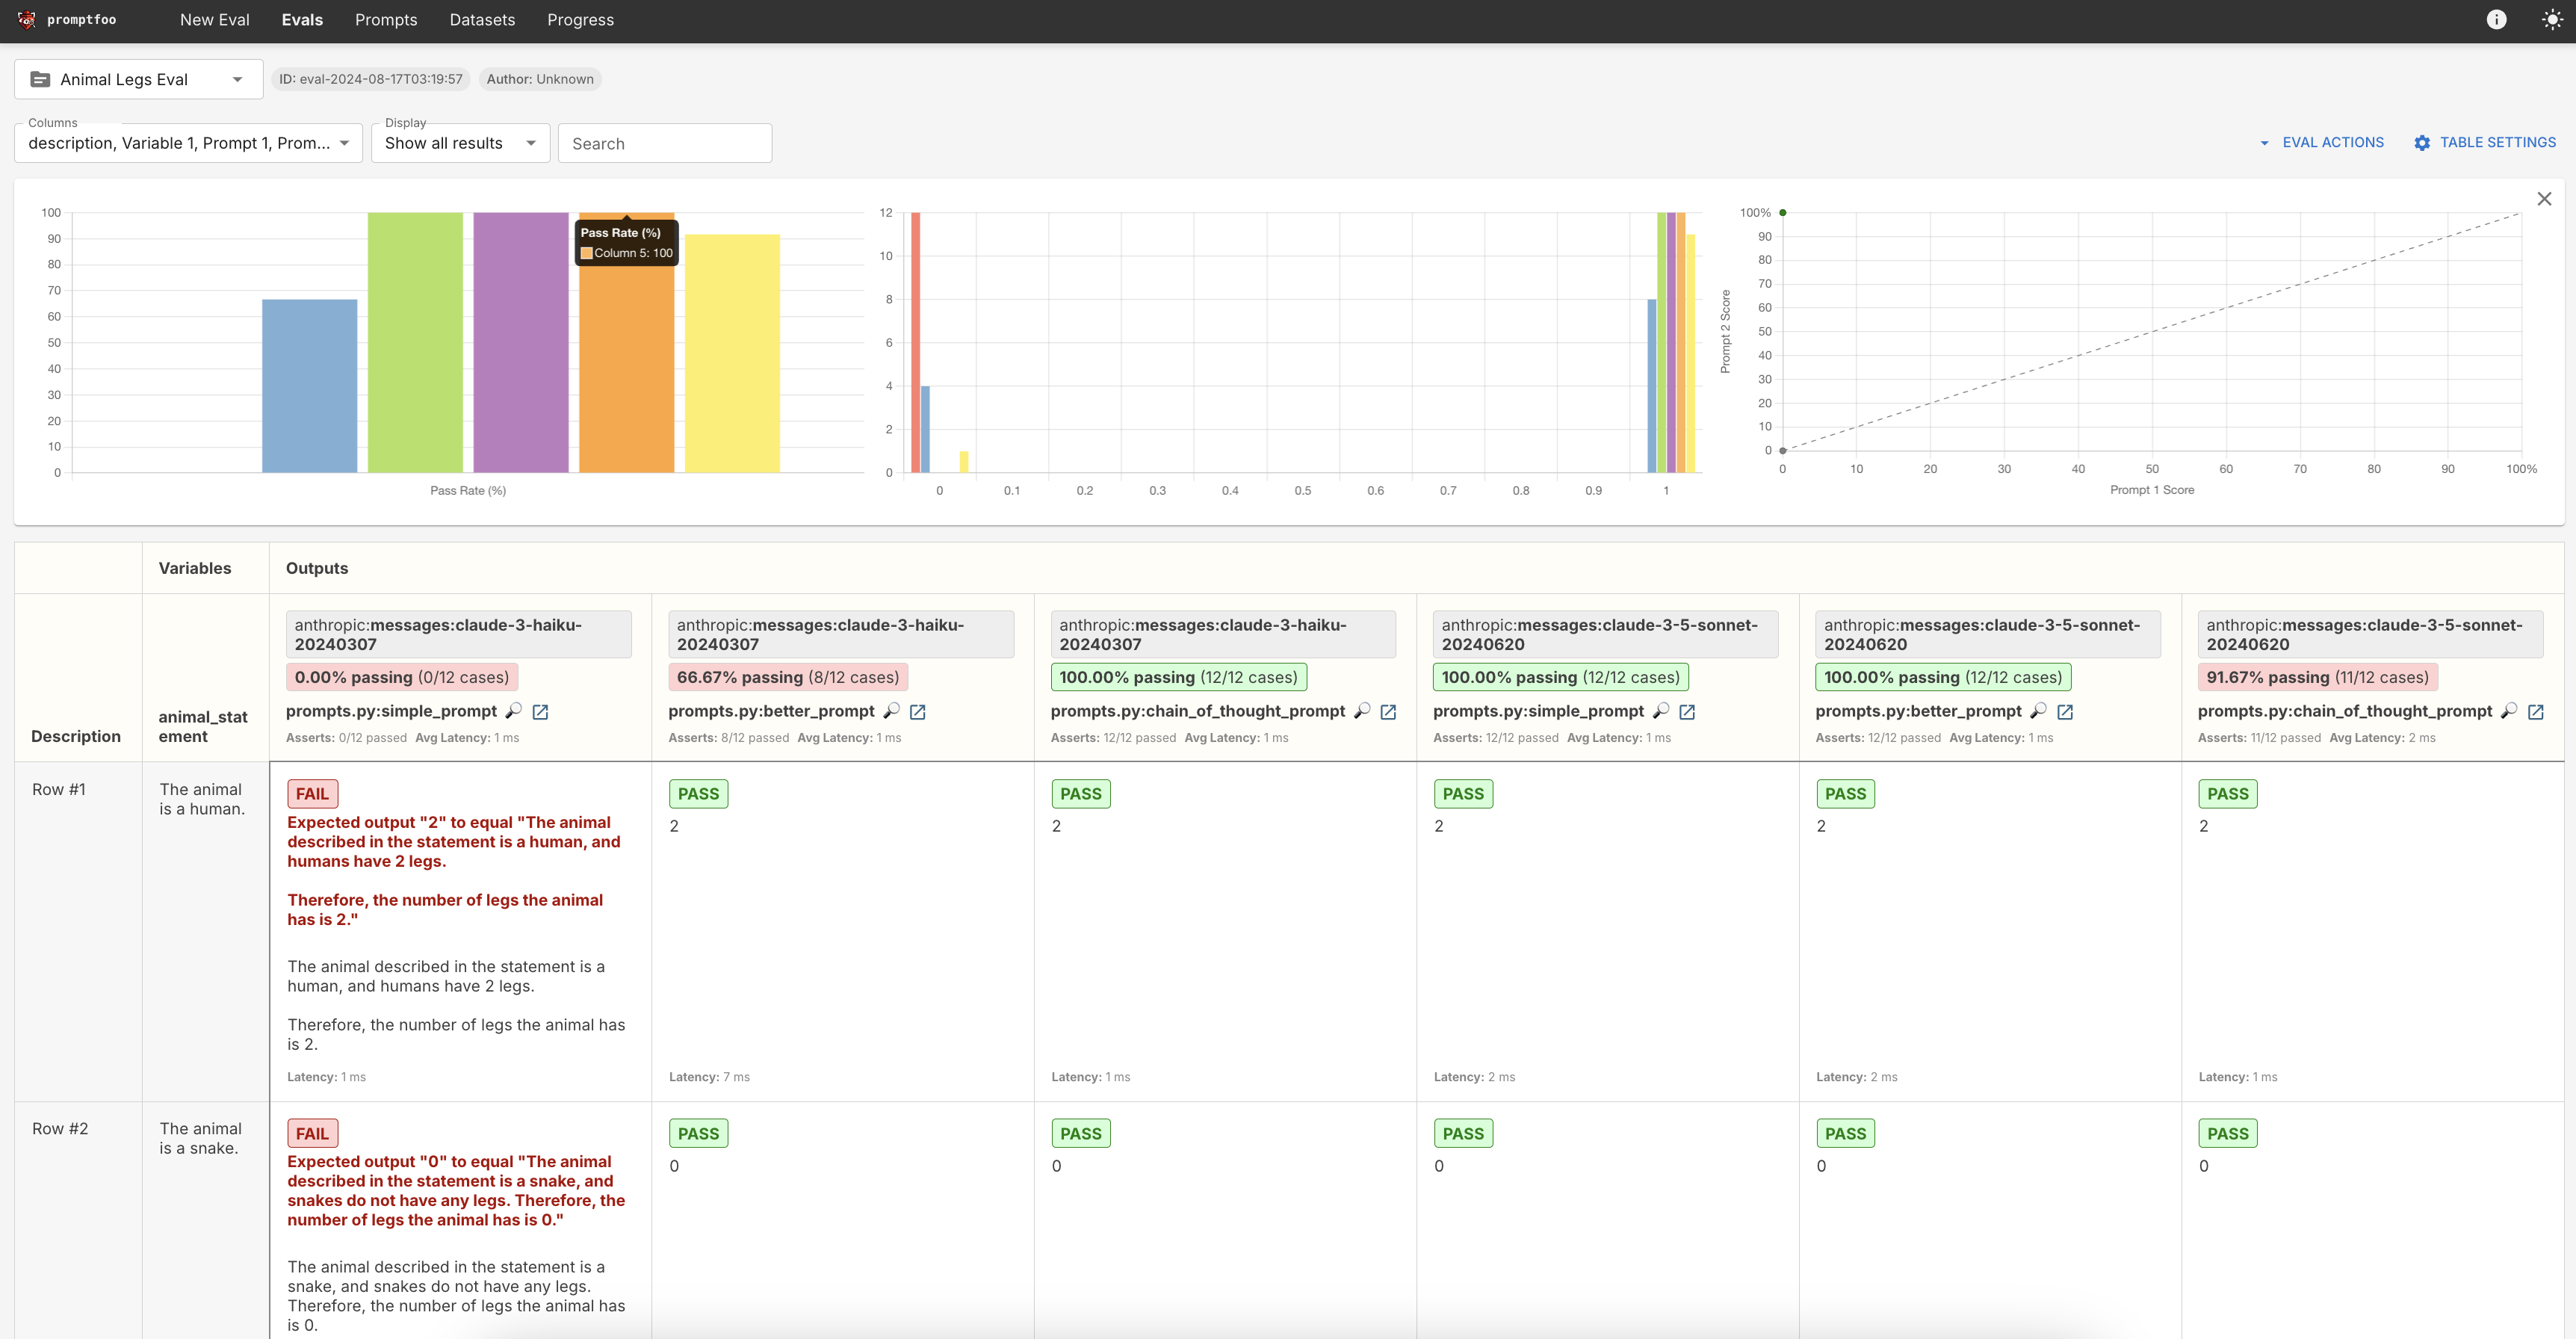 promptfoo New Eval Evals Prompts Datasets Progress
Animal Legs Eval ID: eval-2024-08-17T03:19:57 Author: Unknown
Columns Display
description, Variable 1, Prompt 1, Prom... Show all results Search EVAL ACTIONS TABLE SETTINGS
100
90
80
70
60
50
40
30
20
10
0
Pass Rate (%)
Pass Rate (%)
Column 5: 100
12
10
8
6
4
2
0
0 0.1 0.2 0.3 0.4 0.5 0.6 0.7 0.8 0.9 1
Prompt 2 Score
100%
90
80
70
60
50
40
30
20
10
0
0 10 20 30 40 50 60 70 80 90 100%
Prompt 1 Score
Variables Outputs
Description
animal_stat
ement
anthropic:messages:claude-3-haiku-
20240307
0.00% passing (0/12 cases)
prompts.py:simple_prompt
Asserts: 0/12 passed Avg Latency: 1 ms
anthropic:messages:claude-3-haiku-
20240307
66.67% passing (8/12 cases)
prompts.py:better_prompt
Asserts: 8/12 passed Avg Latency: 1 ms
anthropic:messages:claude-3-haiku-
20240307
100.00% passing (12/12 cases)
prompts.py:chain_of_thought_prompt
Asserts: 12/12 passed Avg Latency: 1 ms
anthropic:messages:claude-3-5-sonnet-
20240620
100.00% passing (12/12 cases)
prompts.py:simple_prompt
Asserts: 12/12 passed Avg Latency: 1 ms
anthropic:messages:claude-3-5-sonnet-
20240620
100.00% passing (12/12 cases)
prompts.py:better_prompt
Asserts: 12/12 passed Avg Latency: 1 ms
anthropic:messages:claude-3-5-sonnet-
20240620
91.67% passing (11/12 cases)
prompts.py:chain_of_thought_prompt
Asserts: 11/12 passed Avg Latency: 2 ms
Row #1
The animal
is a human.
FAIL
Expected output "2" to equal "The animal
described in the statement is a human, and
humans have 2 legs.
Therefore, the number of legs the animal
has is 2."
The animal described in the statement is a
human, and humans have 2 legs.
Therefore, the number of legs the animal has
is 2.
Latency: 1 ms
PASS
2
Latency: 7 ms
PASS
2
Latency: 1 ms
PASS
2
Latency: 2 ms
PASS
2
Latency: 2 ms
PASS
2
Latency: 1 ms
Row #2
The animal
is a snake.
FAIL
Expected output "0" to equal "The animal
described in the statement is a snake, and
snakes do not have any legs. Therefore, the
number of legs the animal has is 0."
The animal described in the statement is a
snake, and snakes do not have any legs.
Therefore, the number of legs the animal has
is 0.
PASS
0
PASS
0
PASS
0
PASS
0
PASS
0